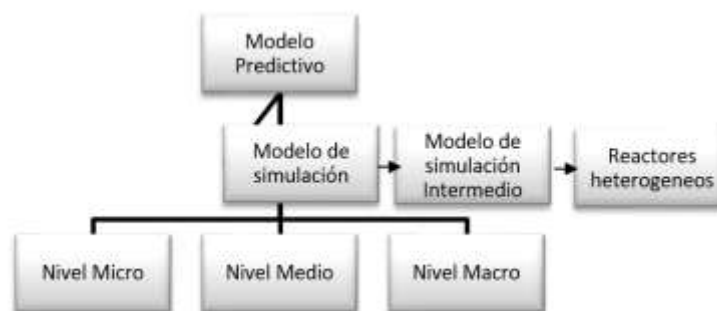 Modelo
Predictivo
Modelo de
simulación
Modelo de
simulación
Intermedio
Reactores
heterogeneos
Nivel Micro
Nivel Medio
Nivel Macro